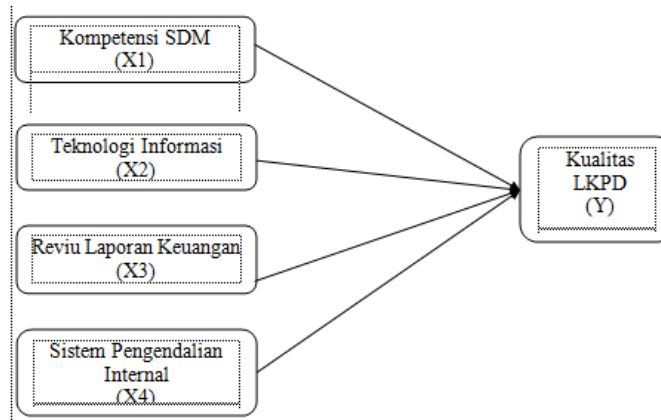 Kompetensi SDM
(X1)
Teknologi Informasi
(X2)
Reviu Laporan Keuangan
(X3)
Sistem Pengendalian
Internal
(X4)
Kualitas
LKPD
(Y)